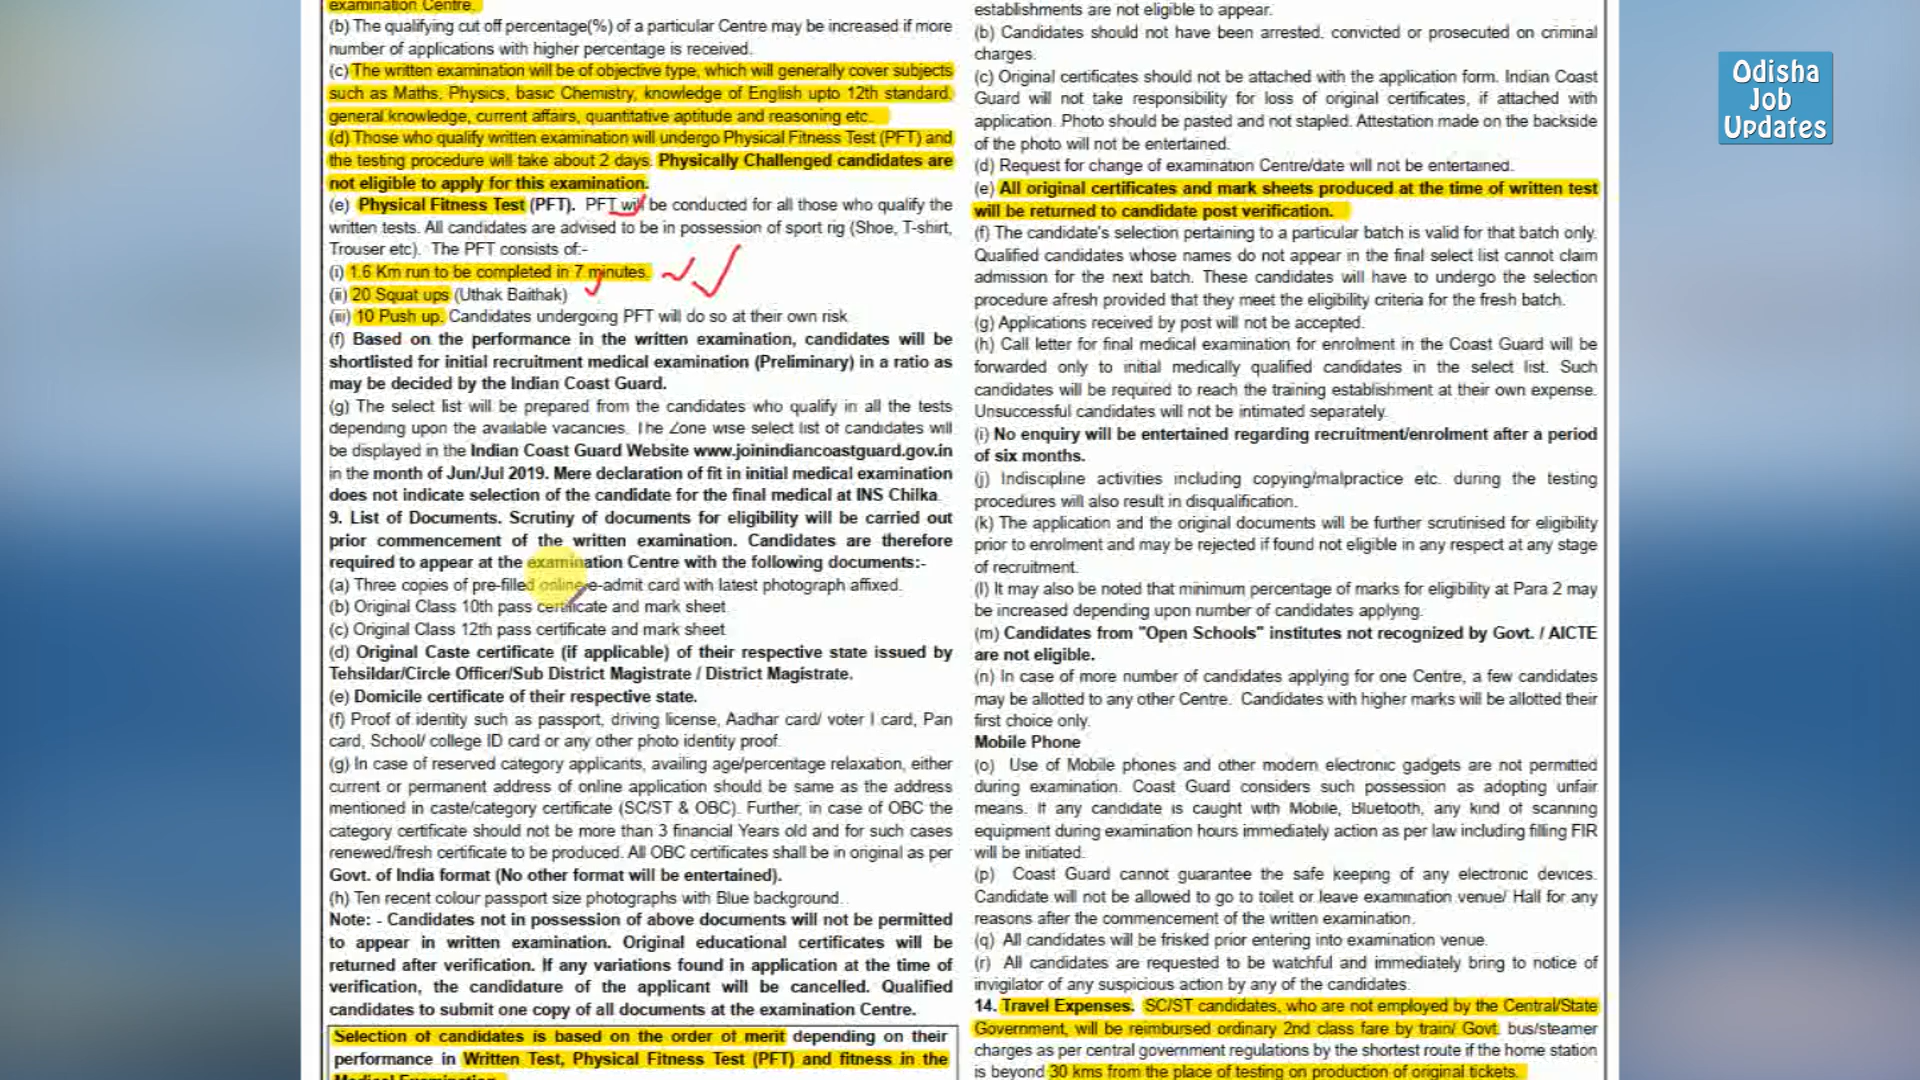 examination Centre.
(b) The qualifying cut off percentage(%) of a particular Centre may be increased if more
number of applications with higher percentage is received.
(c) The written examination will be of objective type, which will generally cover subjects
such as Maths, Physics, basic Chemistry, knowledge of English upto 12th standard,
general knowledge, current affairs, quantitative aptitude and reasoning etc.
(d) Those who qualify written examination will undergo Physical Fitness Test (PFT) and
the testing procedure will take about 2 days. Physically Challenged candidates are
not eligible to apply for this examination.
(e) Physical Fitness Test (PFT). PFT will be conducted for all those who qualify the
written tests. All candidates are advised to be in possession of sport rig (Shoe, T-shirt,
Trouser etc). The PFT consists of:-
(i) 1.6 Km run to be completed in 7 minutes.
(ii) 20 Squat ups (Uthak Baithak)
(iii) 10 Push up. Candidates undergoing PFT will do so at their own risk.
(f) Based on the performance in the written examination, candidates will be
shortlisted for initial recruitment medical examination (Preliminary) in a ratio as
may be decided by the Indian Coast Guard.
(g) The select list will be prepared from the candidates who qualify in all the tests
depending upon the available vacancies. The Zone wise select list of candidates will
be displayed in the Indian Coast Guard Website www.joinindiancoastguard.gov.in
in the month of Jun/Jul 2019. Mere declaration of fit in initial medical examination
does not indicate selection of the candidate for the final medical at INS Chilka.
9. List of Documents. Scrutiny of documents for eligibility will be carried out
prior commencement of the written examination. Candidates are therefore
required to appear at the examination Centre with the following documents:-
(a) Three copies of pre-filled online e-admit card with latest photograph affixed.
(b) Original Class 10th pass certificate and mark sheet.
(c) Original Class 12th pass certificate and mark sheet.
(d) Original Caste certificate (if applicable) of their respective state issued by
Tehsildar/Circle Officer/Sub District Magistrate / District Magistrate.
(e) Domicile certificate of their respective state.
(f) Proof of identity such as passport, driving license, Aadhar card/ voter I card, Pan
card, School/ college ID card or any other photo identity proof.
(g) In case of reserved category applicants, availing age/percentage relaxation, either
current or permanent address of online application should be same as the address
mentioned in caste/category certificate (SC/ST & OBC). Further, in case of OBC the
category certificate should not be more than 3 financial Years old and for such cases
renewed/fresh certificate to be produced. All OBC certificates shall be in original as per
Govt. of India format (No other format will be entertained).
(h) Ten recent colour passport size photographs with Blue background.
Note: - Candidates not in possession of above documents will not be permitted
to appear in written examination. Original educational certificates will be
returned after verification. If any variations found in application at the time of
verification, the candidature of the applicant will be cancelled. Qualified
candidates to submit one copy of all documents at the examination Centre.
Selection of candidates is based on the order of merit depending on their
performance in Written Test, Physical Fitness Test (PFT) and fitness in the
Medical Examination.
establishments are not eligible to appear.
(b) Candidates should not have been arrested, convicted or prosecuted on criminal
charges.
(c) Original certificates should not be attached with the application form. Indian Coast
Guard will not take responsibility for loss of original certificates, if attached with
application. Photo should be pasted and not stapled. Attestation made on the backside
of the photo will not be entertained.
(d) Request for change of examination Centre/date will not be entertained.
(e) All original certificates and mark sheets produced at the time of written test
will be returned to candidate post verification.
(f) The candidate's selection pertaining to a particular batch is valid for that batch only.
Qualified candidates whose names do not appear in the final select list cannot claim
admission for the next batch. These candidates will have to undergo the selection
procedure afresh provided that they meet the eligibility criteria for the fresh batch.
(g) Applications received by post will not be accepted.
(h) Call letter for final medical examination for enrolment in the Coast Guard will be
forwarded only to initial medically qualified candidates in the select list. Such
candidates will be required to reach the training establishment at their own expense.
Unsuccessful candidates will not be intimated separately.
(i) No enquiry will be entertained regarding recruitment/enrolment after a period
of six months.
(j) Indiscipline activities including copying/malpractice etc. during the testing
procedures will also result in disqualification.
(k) The application and the original documents will be further scrutinised for eligibility
prior to enrolment and may be rejected if found not eligible in any respect at any stage
of recruitment.
(l) It may also be noted that minimum percentage of marks for eligibility at Para 2 may
be increased depending upon number of candidates applying.
(m) Candidates from "Open Schools" institutes not recognized by Govt. / AICTE
are not eligible.
(n) In case of more number of candidates applying for one Centre, a few candidates
may be allotted to any other Centre. Candidates with higher marks will be allotted their
first choice only.
Mobile Phone
(o) Use of Mobile phones and other modern electronic gadgets are not permitted
during examination. Coast Guard considers such possession as adopting unfair
means. If any candidate is caught with Mobile, Bluetooth, any kind of scanning
equipment during examination hours immediately action as per law including filling FIR
will be initiated.
(p) Coast Guard cannot guarantee the safe keeping of any electronic devices.
Candidate will not be allowed to go to toilet or leave examination venue/ Hall for any
reasons after the commencement of the written examination.
(q) All candidates will be frisked prior entering into examination venue.
(r) All candidates are requested to be watchful and immediately bring to notice of
invigilator of any suspicious action by any of the candidates.
14. Travel Expenses. SC/ST candidates, who are not employed by the Central/State
Government, will be reimbursed ordinary 2nd class fare by train/ Govt. bus/steamer
charges as per central government regulations by the shortest route if the home station
is beyond 30 kms from the place of testing on production of original tickets.
Odisha
Job
Updates